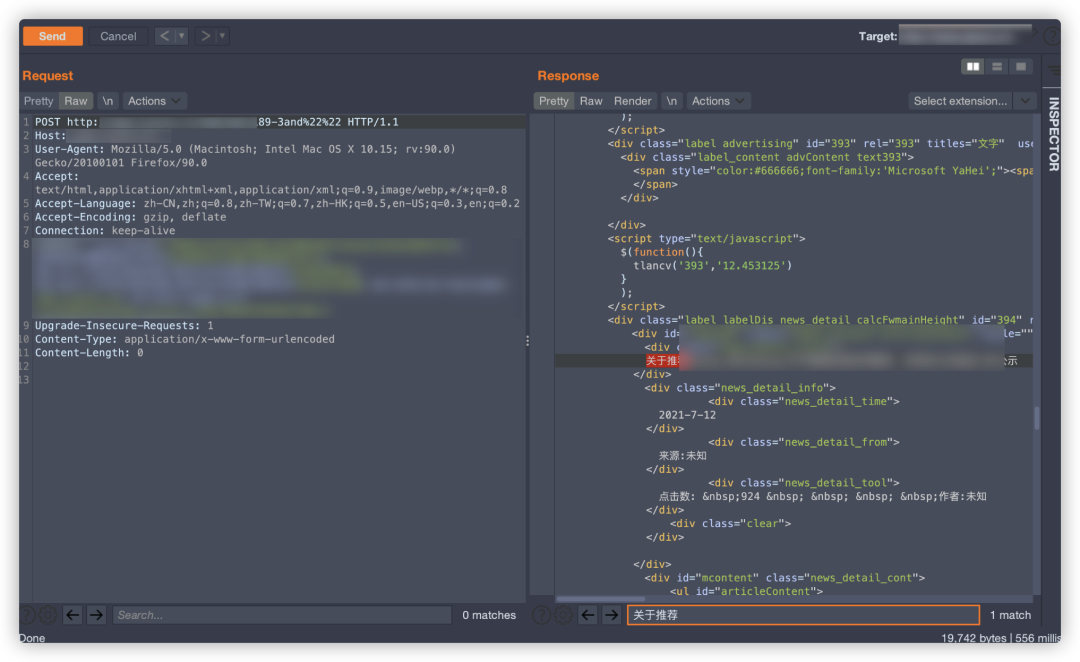 Send Cancel < ▾ > ▾ Target:
Request
Pretty Raw \n Actions
1 POST http: 89-3and%22%22 HTTP/1.1
2 Host:
3 User-Agent: Mozilla/5.0 (Macintosh; Intel Mac OS X 10.15; rv:90.0)
Gecko/20100101 Firefox/90.0
4 Accept:
text/html,application/xhtml+xml,application/xml;q=0.9,image/webp,*/*;q=0.8
5 Accept-Language: zh-CN,zh;q=0.8,zh-TW;q=0.7,zh-HK;q=0.5,en-US;q=0.3,en;q=0.2
6 Accept-Encoding: gzip, deflate
7 Connection: keep-alive
8
9 Upgrade-Insecure-Requests: 1
10 Content-Type: application/x-www-form-urlencoded
11 Content-Length: 0
12
13
Search... 0 matches
Response
Pretty Raw Render \n Actions Select extension...
);
</script>
<div class="label advertising" id="393" rel="393" titles="文字" use
<div class="label_content advContent text393">
<span style="color:#666666;font-family:'Microsoft YaHei';"><spa
</span>
</div>
</div>
<script type="text/javascript">
$(function(){
tlancv('393','12.453125')
}
);
</script>
<div class="label labelDis news_detail calcFwmainHeight" id="394" r
<div id= le=""
<div
关于推荐 公示
</div>
<div class="news_detail_info">
<div class="news_detail_time">
2021-7-12
</div>
<div class="news_detail_from">
来源:未知
</div>
<div class="news_detail_tool">
点击数: &nbsp;924 &nbsp; &nbsp; &nbsp; &nbsp;作者:未知
</div>
<div class="clear">
</div>
</div>
<div id="mcontent" class="news_detail_cont">
<ul id="articleContent">
关于推荐 1 match
INSPECTOR
Done 19,742 bytes | 556 millis